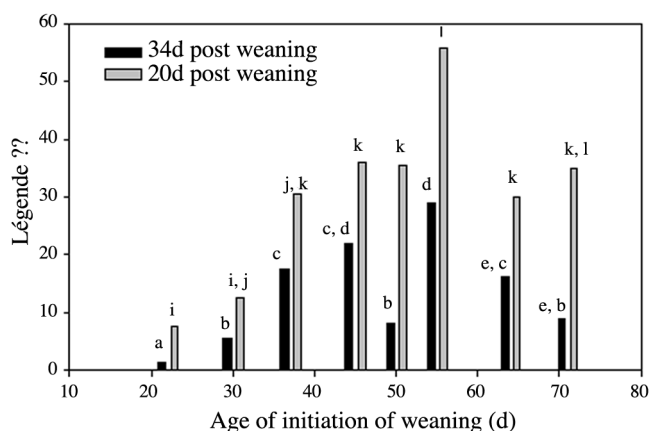 60
50
40
30
20
10
0
Légende ??
34d post weaning
20d post weaning
a
i
b
i, j
c
j, k
c, d
k
b
k
d
l
e, c
k
e, b
k, l
10
20
30
40
50
60
70
80
Age of initiation of weaning (d)